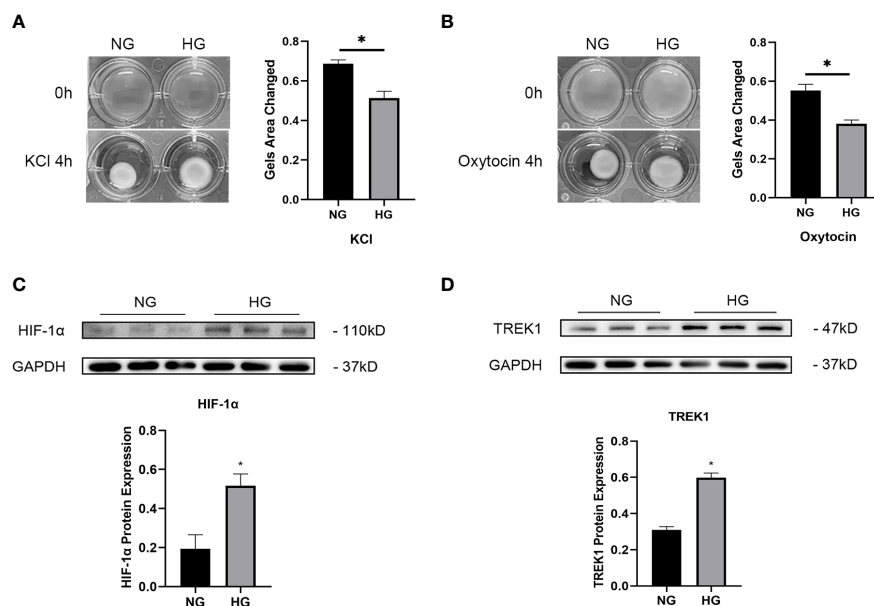 A
NG HG
0h
KCl 4h
Gels Area Changed
0.8
0.6
0.4
0.2
0.0
*
NG HG
KCl
B
NG HG
0h
Oxytocin 4h
Gels Area Changed
0.8
0.6
0.4
0.2
0.0
*
NG HG
Oxytocin
C
NG HG
HIF-1α - 110kD
GAPDH - 37kD
HIF-1α
HIF-1α Protein Expression
0.8
0.6
0.4
0.2
0.0
*
NG HG
D
NG HG
TREK1 - 47kD
GAPDH - 37kD
TREK1
TREK1 Protein Expression
0.8
0.6
0.4
0.2
0.0
*
NG HG